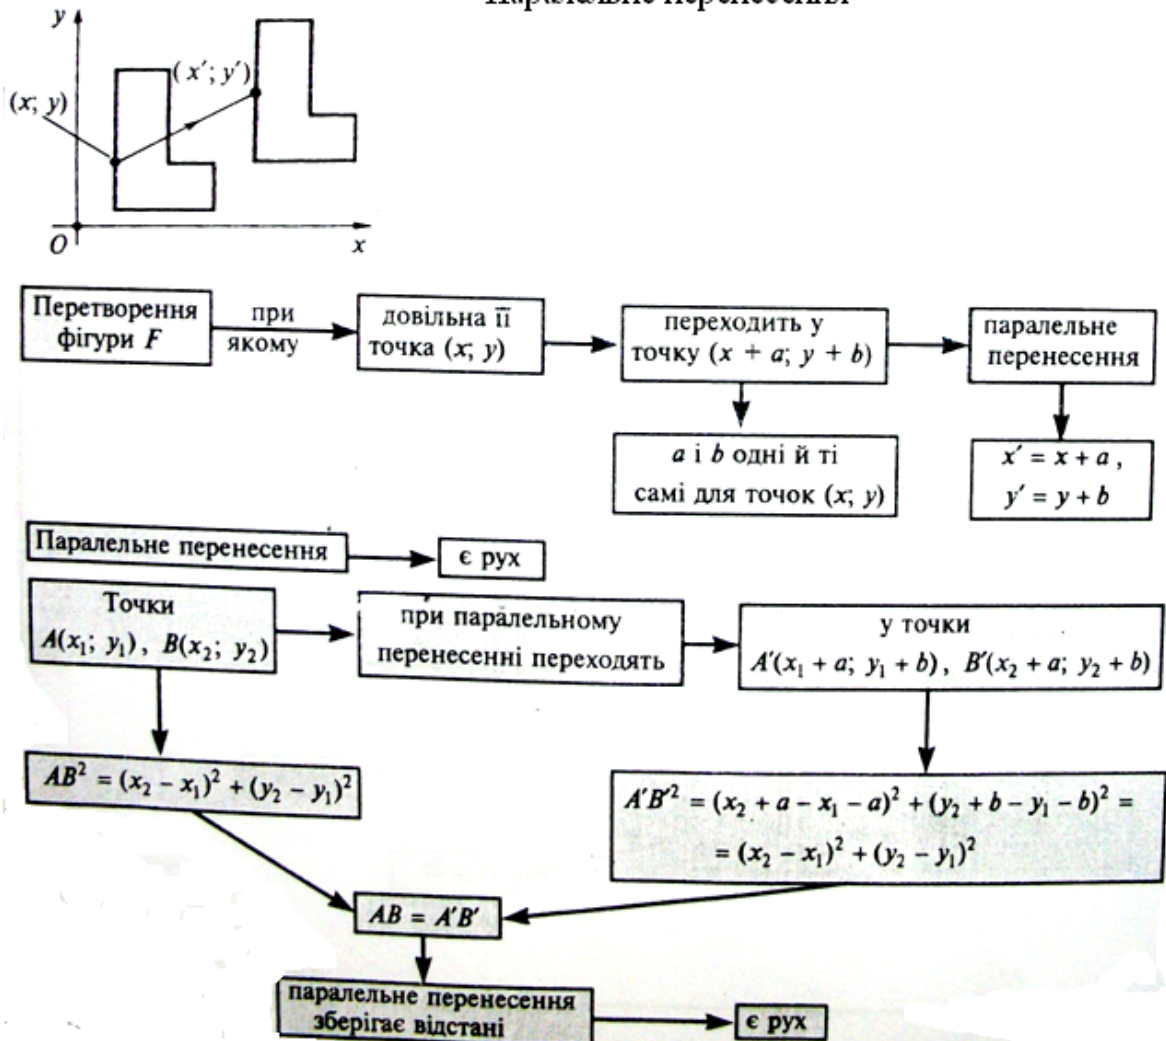 Паралельне перенесення
y
(x′; y′)
(x; y)
O
x
Перетворення
фігури F
при
якому
довільна її
точка (x; y)
переходить у
точку (x + a; y + b)
паралельне
перенесення
a і b одні й ті
самі для точок (x; y)
x′ = x + a ,
y′ = y + b
Паралельне перенесення
є рух
Точки
A(x₁; y₁), B(x₂; y₂)
при паралельному
перенесенні переходять
у точки
A′(x₁ + a; y₁ + b), B′(x₂ + a; y₂ + b)
AB² = (x₂ − x₁)² + (y₂ − y₁)²
A′B′² = (x₂ + a − x₁ − a)² + (y₂ + b − y₁ − b)² =
= (x₂ − x₁)² + (y₂ − y₁)²
AB = A′B′
паралельне перенесення
зберігає відстані
є рух